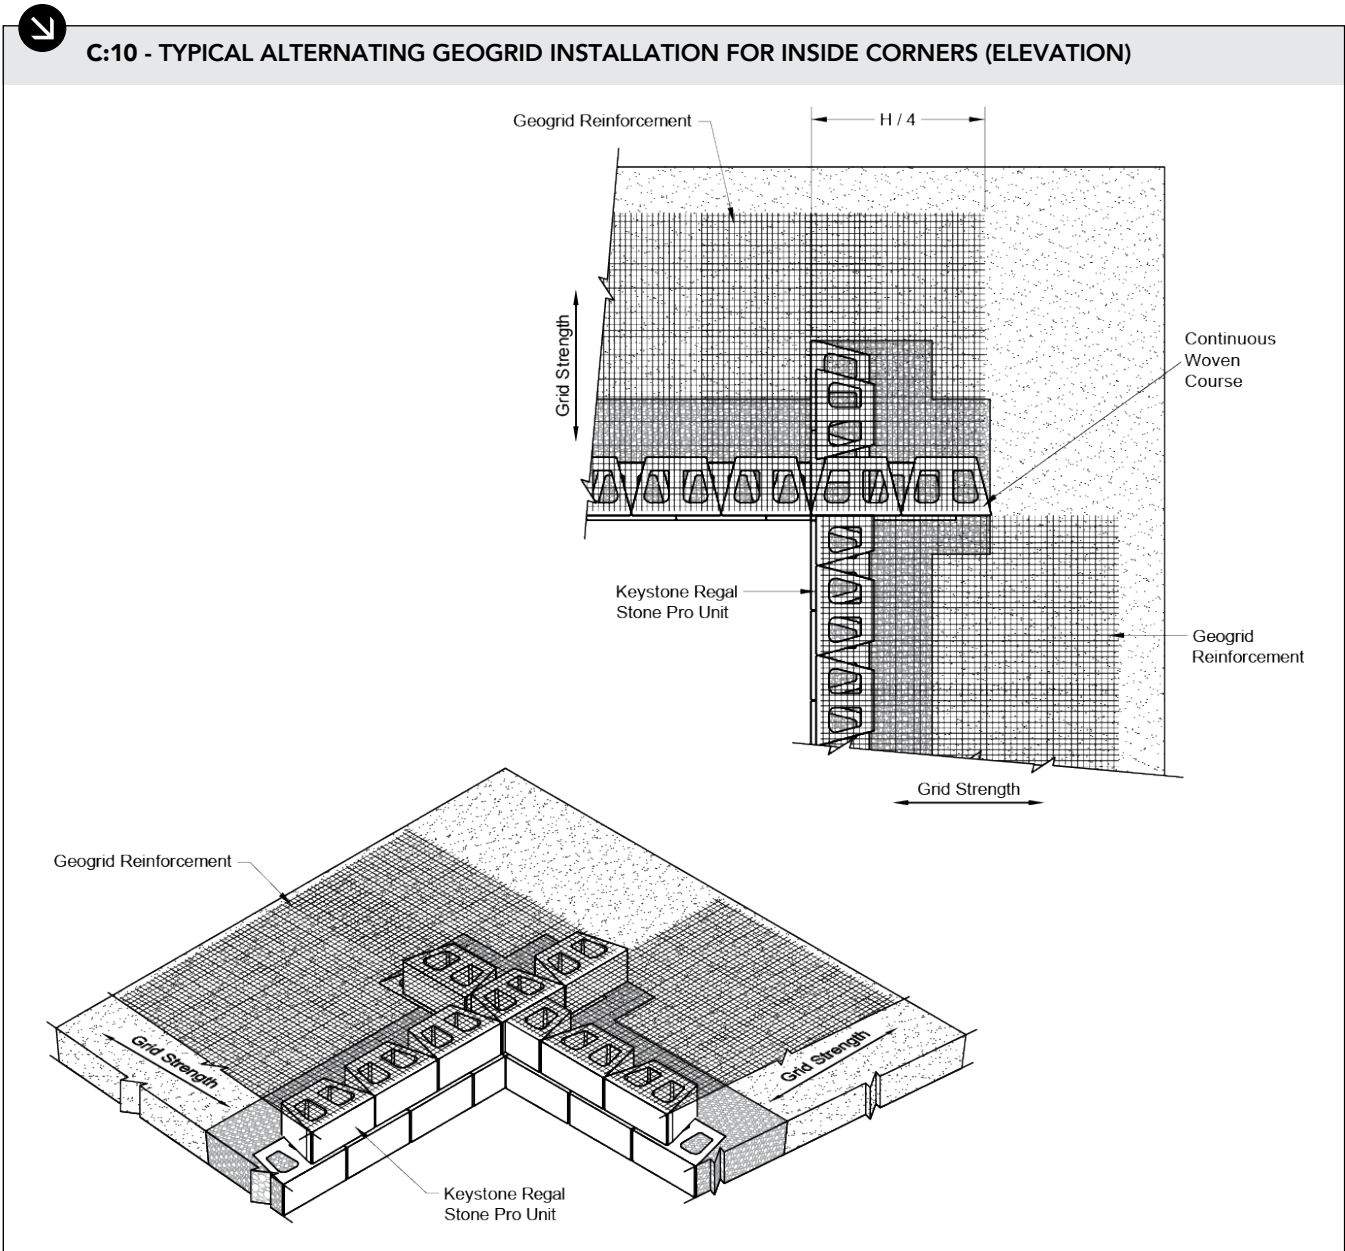 C:10 - TYPICAL ALTERNATING GEOGRID INSTALLATION FOR INSIDE CORNERS (ELEVATION)
Geogrid Reinforcement
H / 4
Grid Strength
Continuous
Woven
Course
Keystone Regal
Stone Pro Unit
Geogrid
Reinforcement
Grid Strength
Geogrid Reinforcement
Grid Strength
Grid Strength
Keystone Regal
Stone Pro Unit